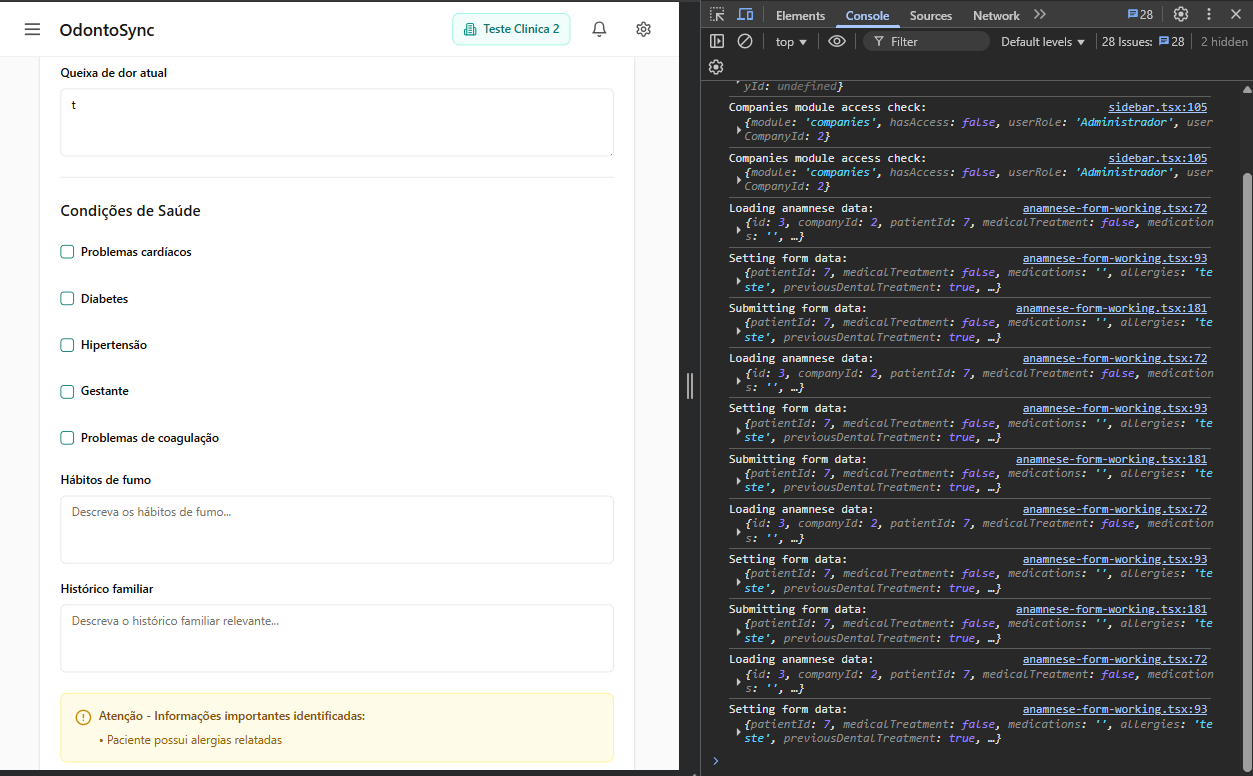 OdontoSync
Teste Clinica 2
Queixa de dor atual
t
Condições de Saúde
Problemas cardíacos
Diabetes
Hipertensão
Gestante
Problemas de coagulação
Hábitos de fumo
Descreva os hábitos de fumo...
Histórico familiar
Descreva o histórico familiar relevante...
Atenção - Informações importantes identificadas:
• Paciente possui alergias relatadas
Elements Console Sources Network 28
top Filter Default levels 28 Issues: 28 2 hidden
yId: undefined}
Companies module access check: sidebar.tsx:105
{module: 'companies', hasAccess: false, userRole: 'Administrador', user
CompanyId: 2}
Companies module access check: sidebar.tsx:105
{module: 'companies', hasAccess: false, userRole: 'Administrador', user
CompanyId: 2}
Loading anamnese data: anamnese-form-working.tsx:72
{id: 3, companyId: 2, patientId: 7, medicalTreatment: false, medication
s: '', …}
Setting form data: anamnese-form-working.tsx:93
{patientId: 7, medicalTreatment: false, medications: '', allergies: 'te
ste', previousDentalTreatment: true, …}
Submitting form data: anamnese-form-working.tsx:181
{patientId: 7, medicalTreatment: false, medications: '', allergies: 'te
ste', previousDentalTreatment: true, …}
Loading anamnese data: anamnese-form-working.tsx:72
{id: 3, companyId: 2, patientId: 7, medicalTreatment: false, medication
s: '', …}
Setting form data: anamnese-form-working.tsx:93
{patientId: 7, medicalTreatment: false, medications: '', allergies: 'te
ste', previousDentalTreatment: true, …}
Submitting form data: anamnese-form-working.tsx:181
{patientId: 7, medicalTreatment: false, medications: '', allergies: 'te
ste', previousDentalTreatment: true, …}
Loading anamnese data: anamnese-form-working.tsx:72
{id: 3, companyId: 2, patientId: 7, medicalTreatment: false, medication
s: '', …}
Setting form data: anamnese-form-working.tsx:93
{patientId: 7, medicalTreatment: false, medications: '', allergies: 'te
ste', previousDentalTreatment: true, …}
Submitting form data: anamnese-form-working.tsx:181
{patientId: 7, medicalTreatment: false, medications: '', allergies: 'te
ste', previousDentalTreatment: true, …}
Loading anamnese data: anamnese-form-working.tsx:72
{id: 3, companyId: 2, patientId: 7, medicalTreatment: false, medication
s: '', …}
Setting form data: anamnese-form-working.tsx:93
{patientId: 7, medicalTreatment: false, medications: '', allergies: 'te
ste', previousDentalTreatment: true, …}